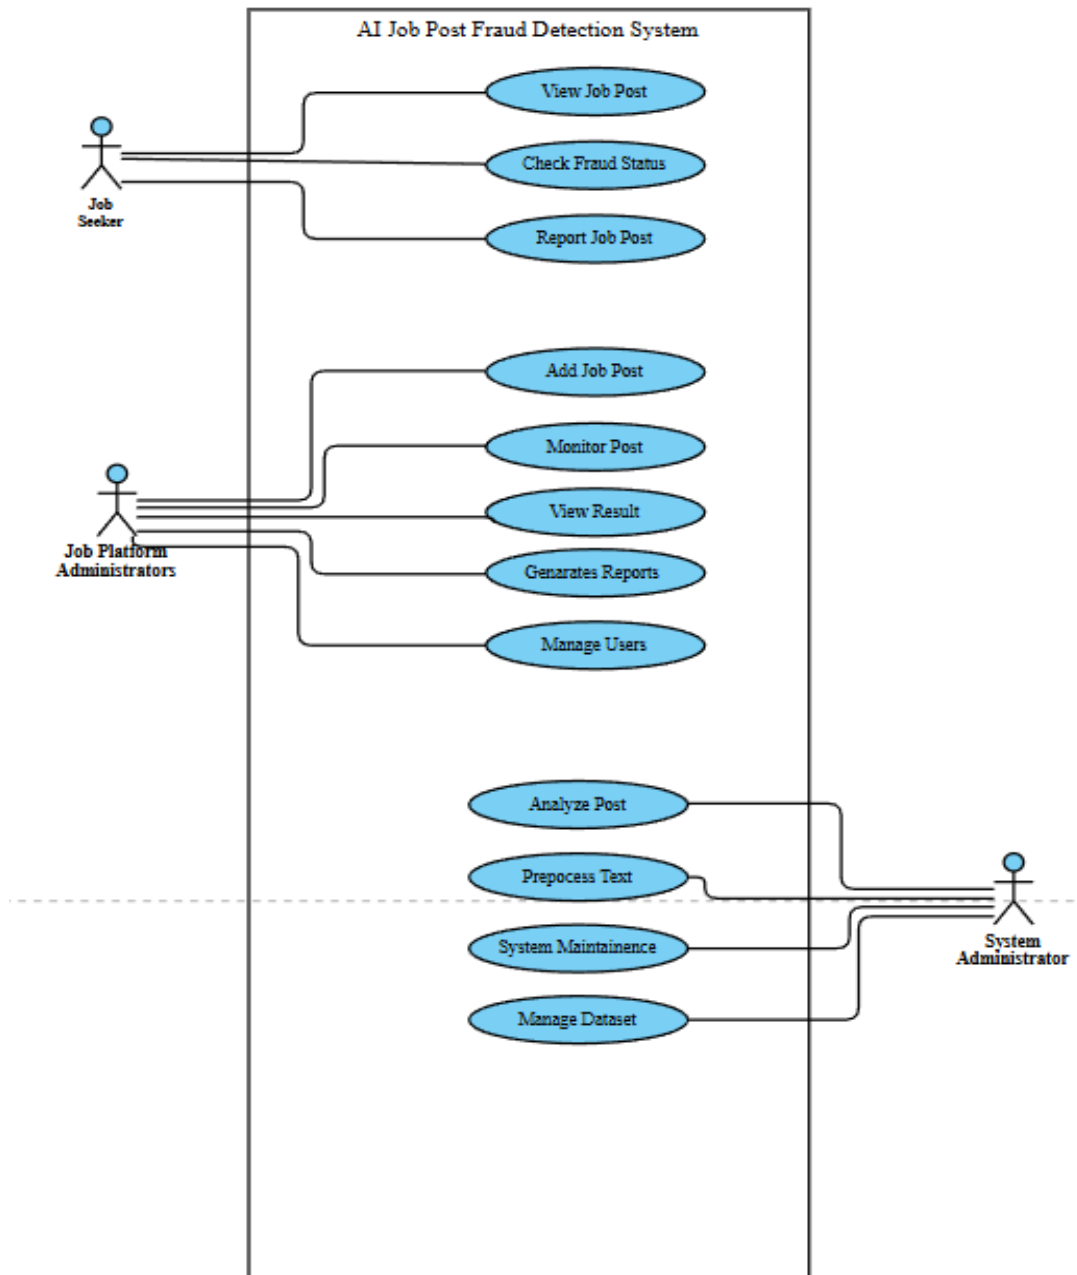 AI Job Post Fraud Detection System
View Job Post
Check Fraud Status
Report Job Post
Job
Seeker
Add Job Post
Monitor Post
View Result
Genarates Reports
Manage Users
Job Platform
Administrators
Analyze Post
Prepocess Text
System Maintainence
Manage Dataset
System
Administrator